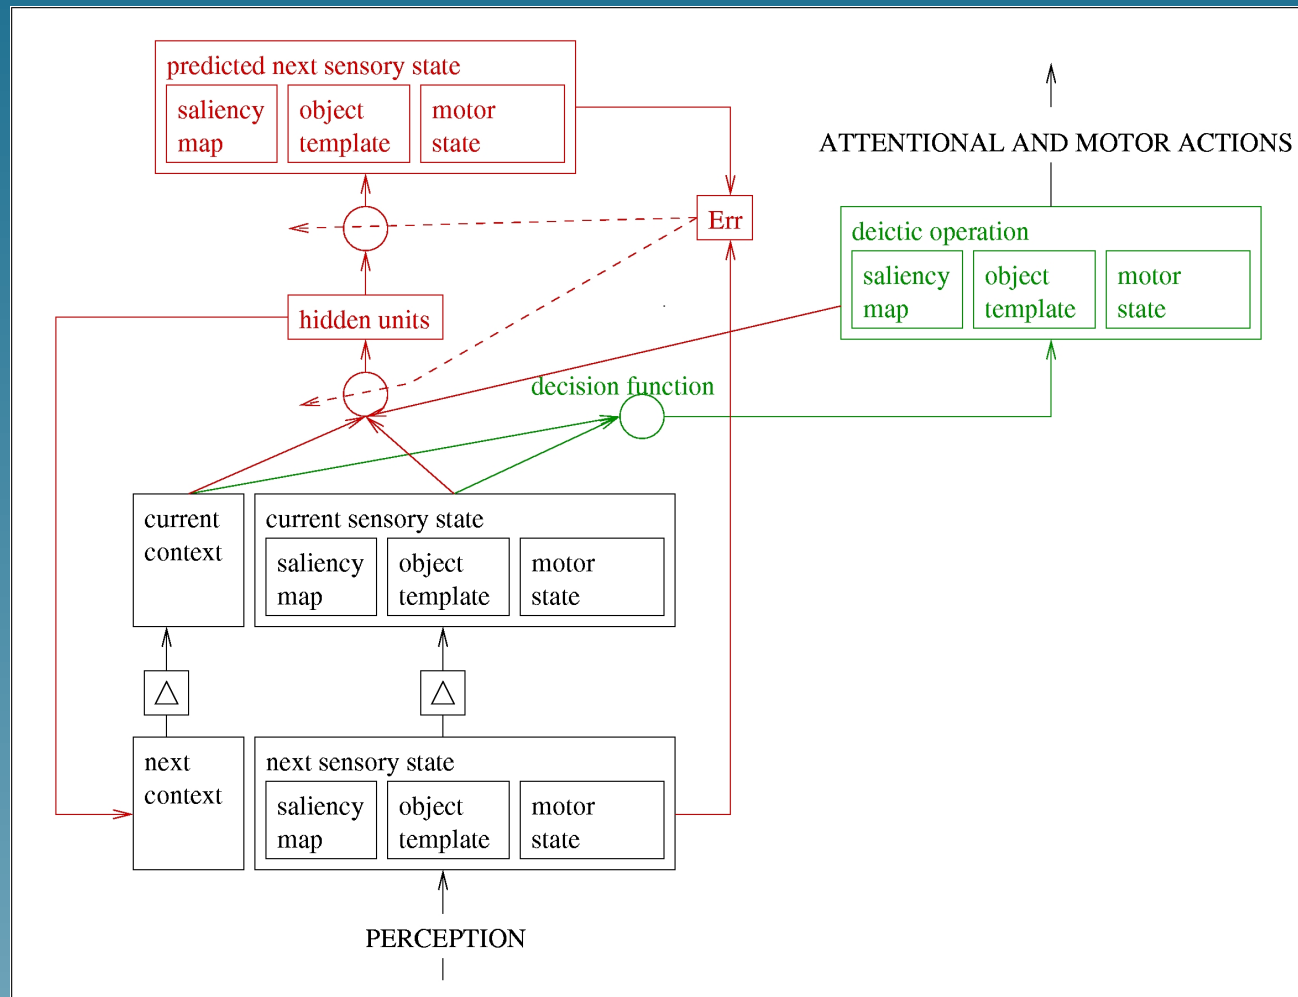 predicted next sensory state
saliency
map
object
template
motor
state
ATTENTIONAL AND MOTOR ACTIONS
Err
deictic operation
saliency
map
object
template
motor
state
hidden units
decision function
current
context
current sensory state
saliency
map
object
template
motor
state
△
△
next
context
next sensory state
saliency
map
object
template
motor
state
PERCEPTION